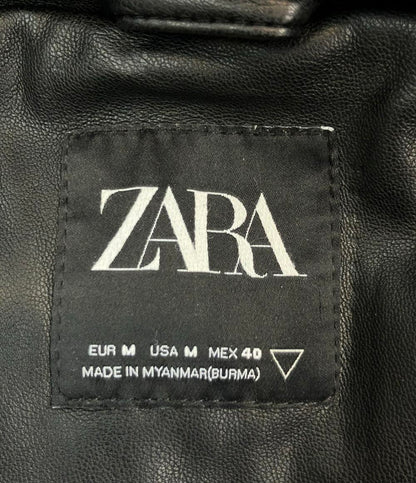 ZARA
EUR M USA M MEX 40
MADE IN MYANMAR(BURMA)